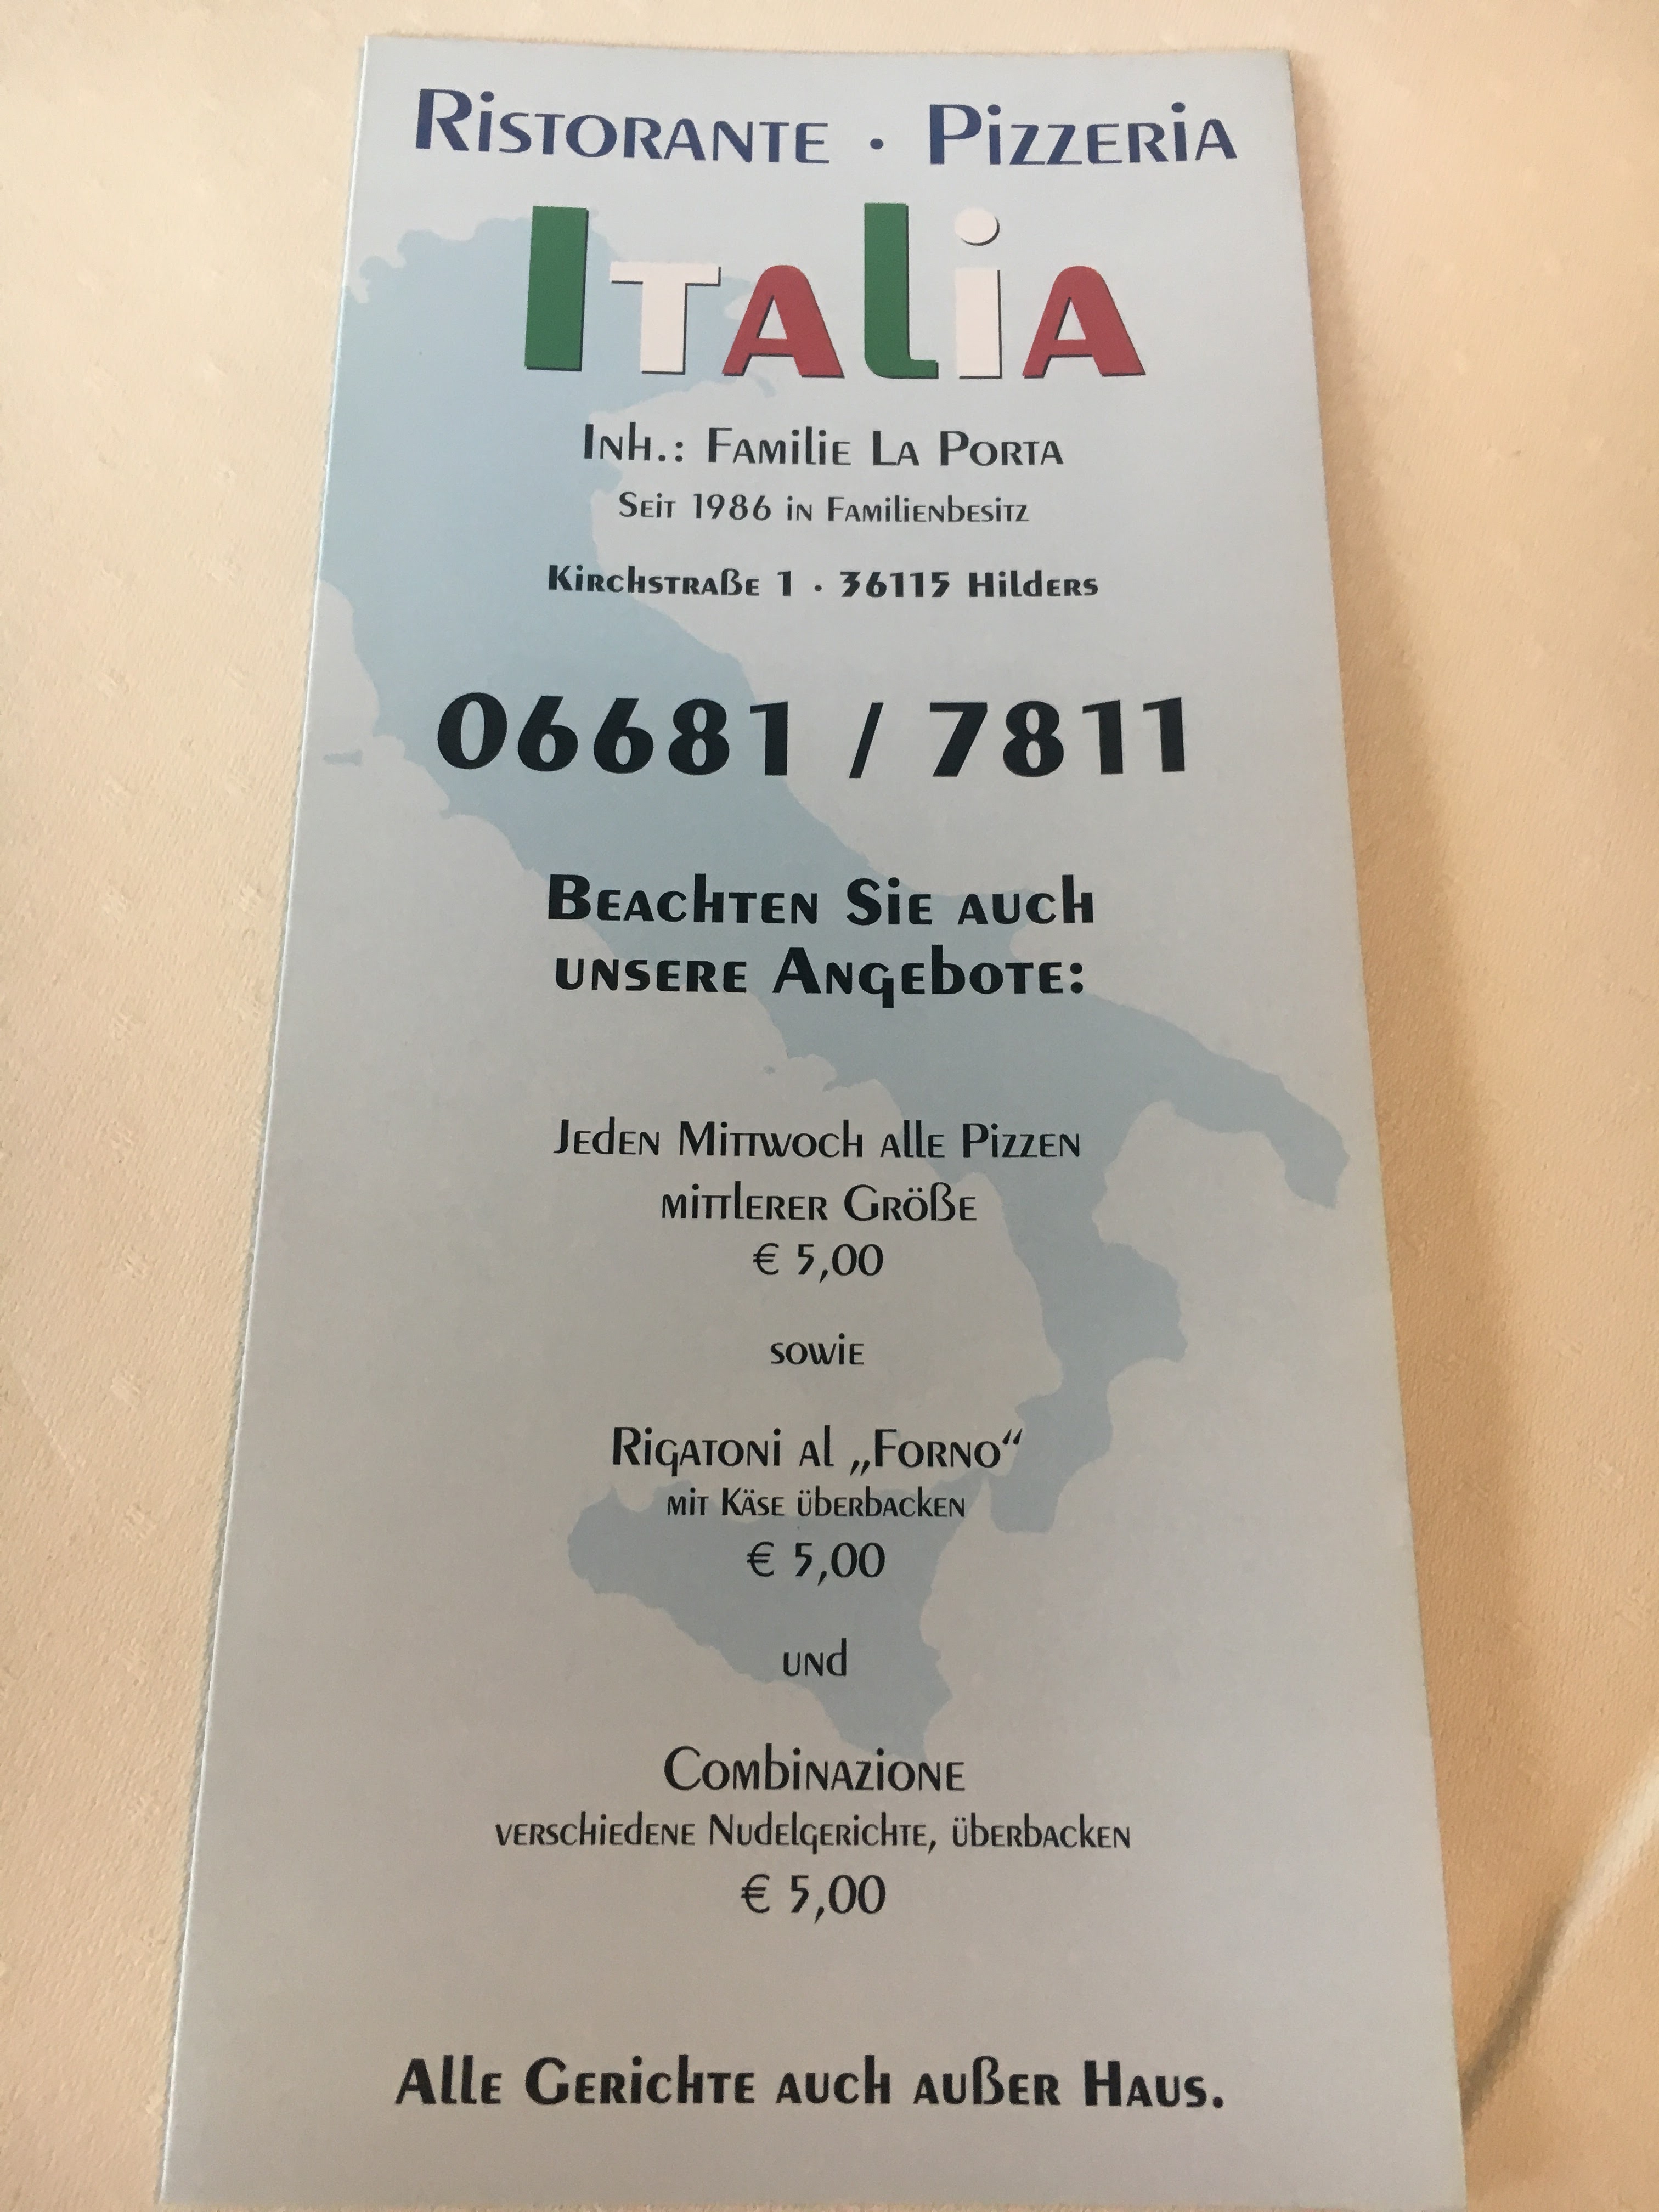 Ristorante · Pizzeria
Italia
Inh.: Familie La Porta
Seit 1986 in Familienbesitz
Kirchstraße 1 · 36115 Hilders
06681 / 7811
Beachten Sie auch
unsere Angebote:
Jeden Mittwoch alle Pizzen
mittlerer Größe
€ 5,00
sowie
Rigatoni al „Forno“
mit Käse überbacken
€ 5,00
und
Combinazione
verschiedene Nudelgerichte, überbacken
€ 5,00
Alle Gerichte auch außer Haus.